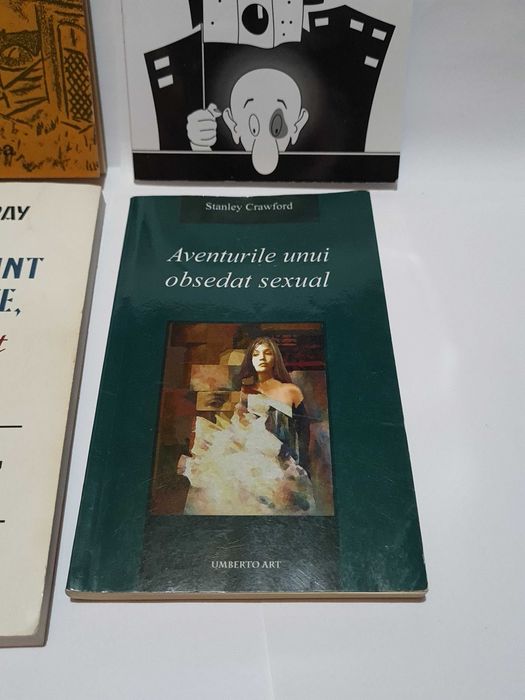 Stanley Crawford
Aventurile unui
obsedat sexual
UMBERTO ART